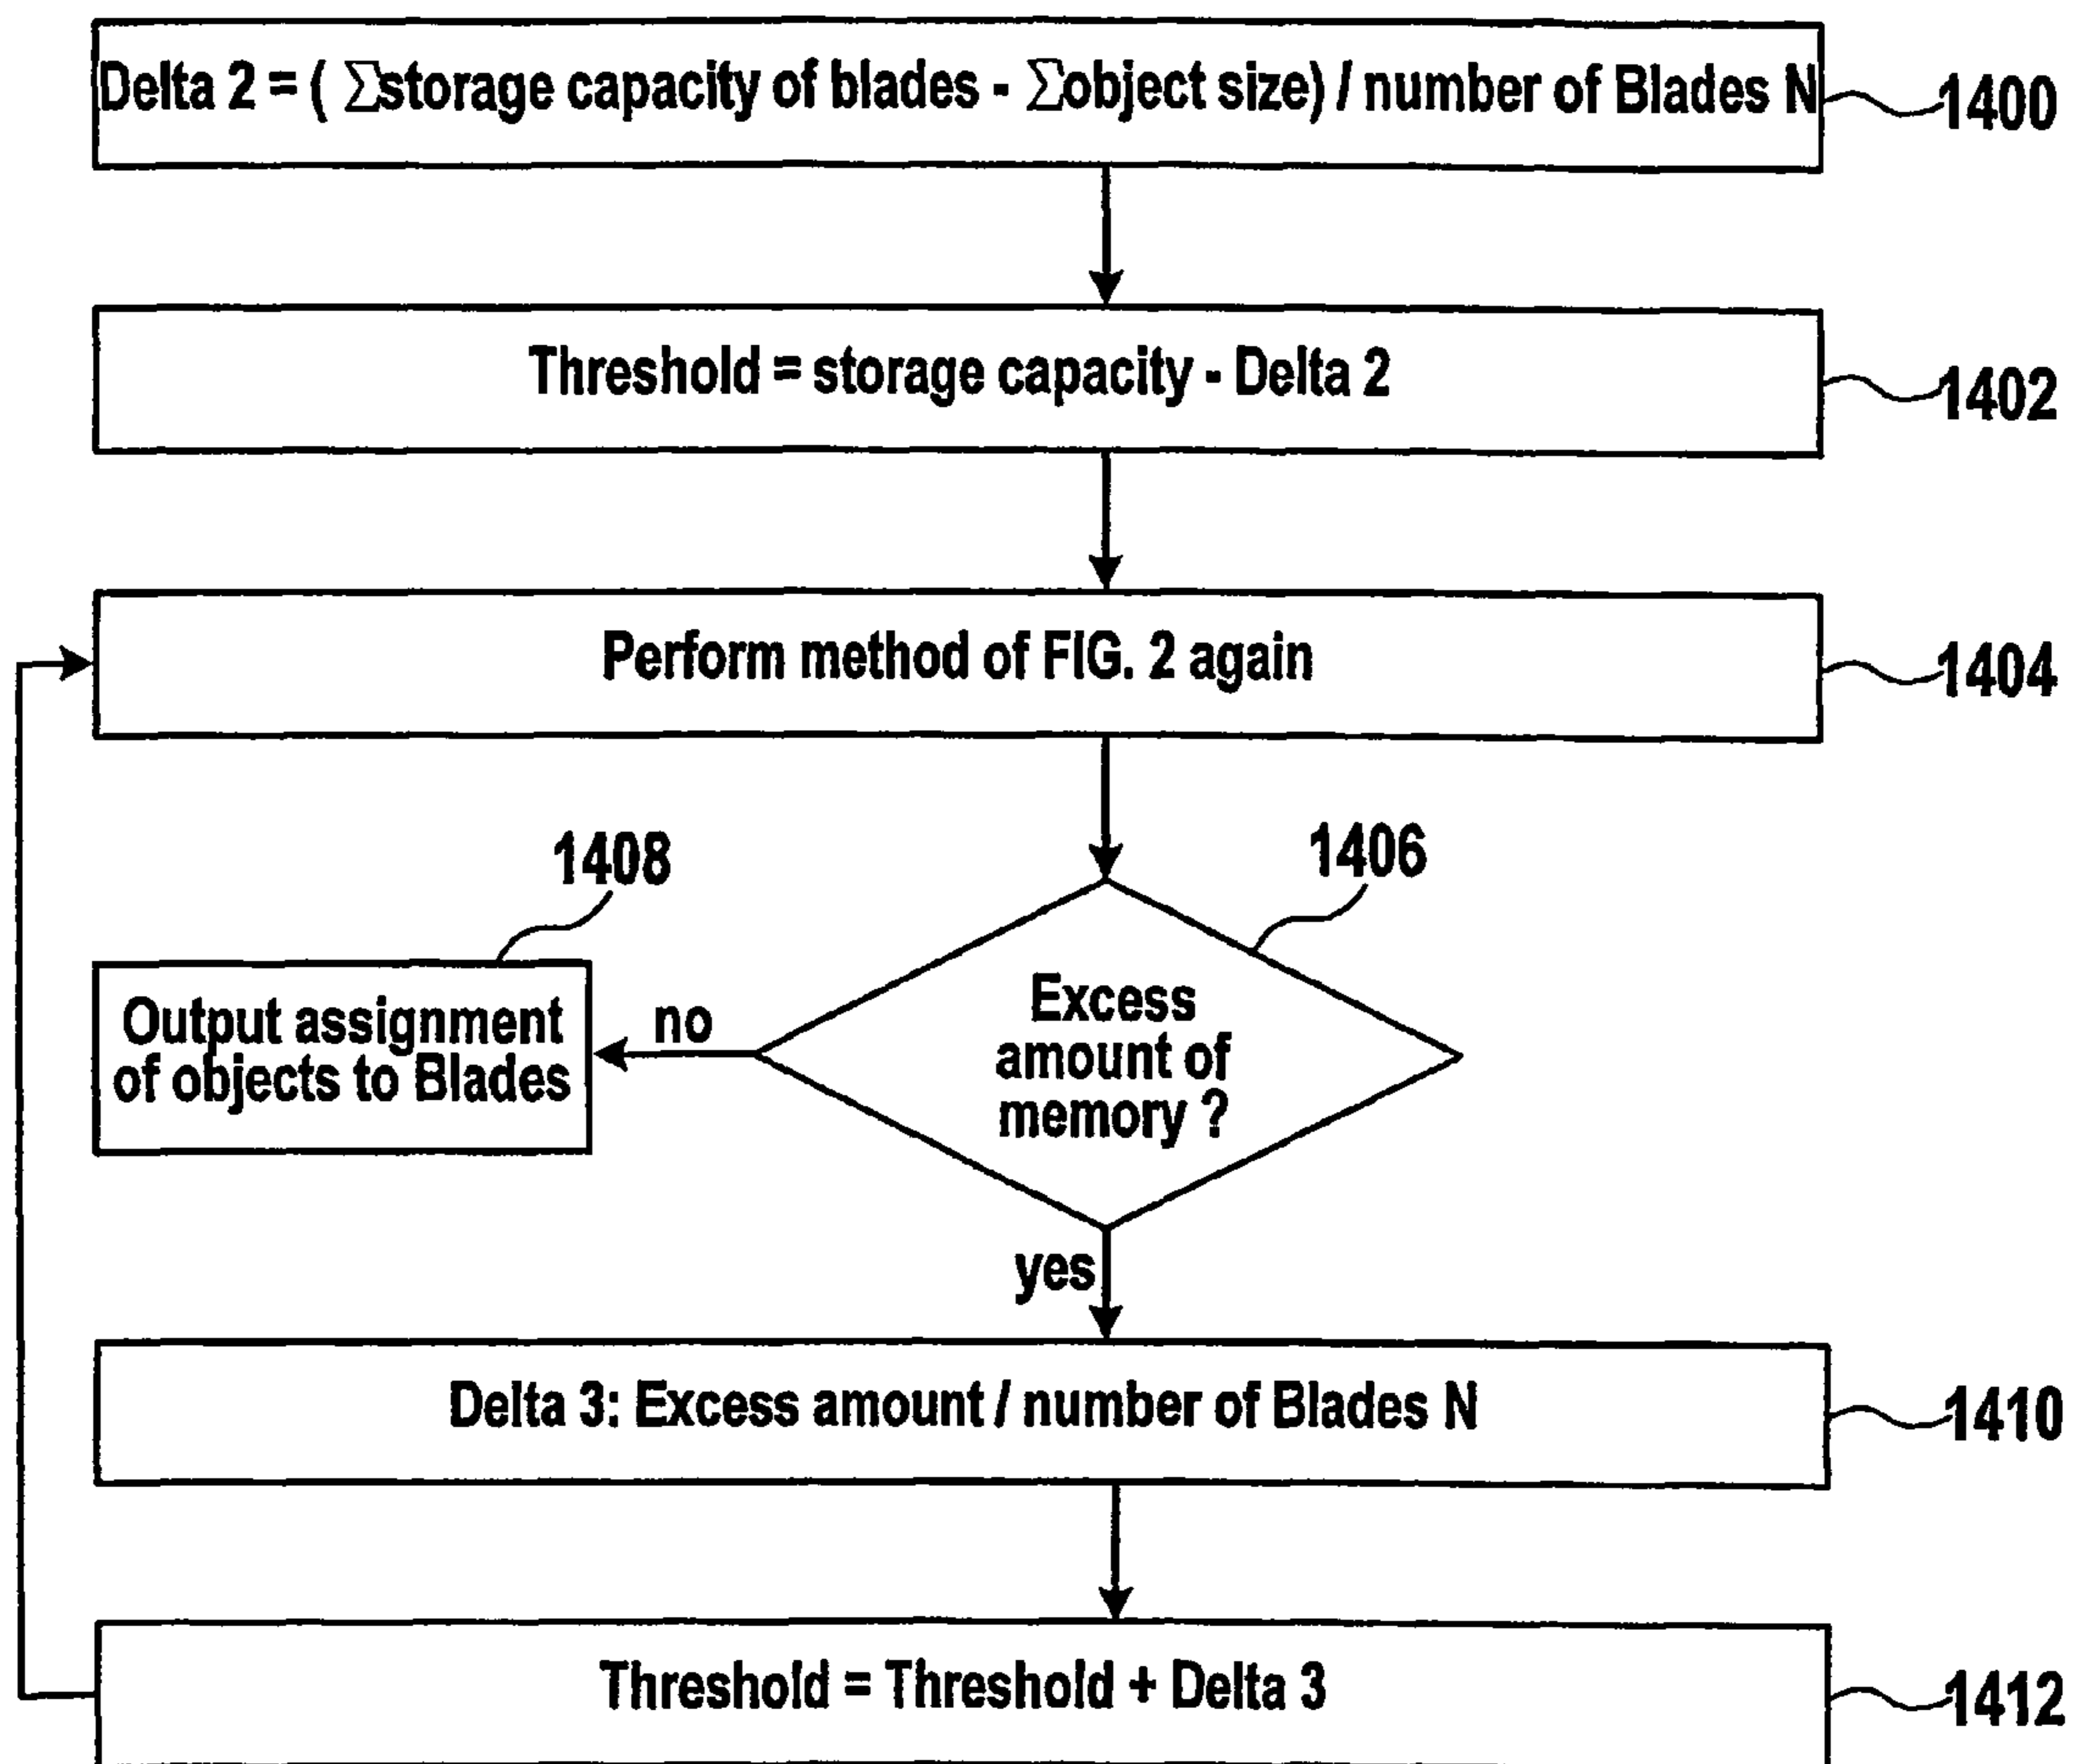 Delta 2 = ( ∑storage capacity of blades - ∑object size) / number of Blades N
1400
Threshold = storage capacity - Delta 2
1402
Perform method of FIG. 2 again
1404
1408
1406
Output assignment
of objects to Blades
no
Excess
amount of
memory ?
yes
Delta 3: Excess amount / number of Blades N
1410
Threshold = Threshold + Delta 3
1412